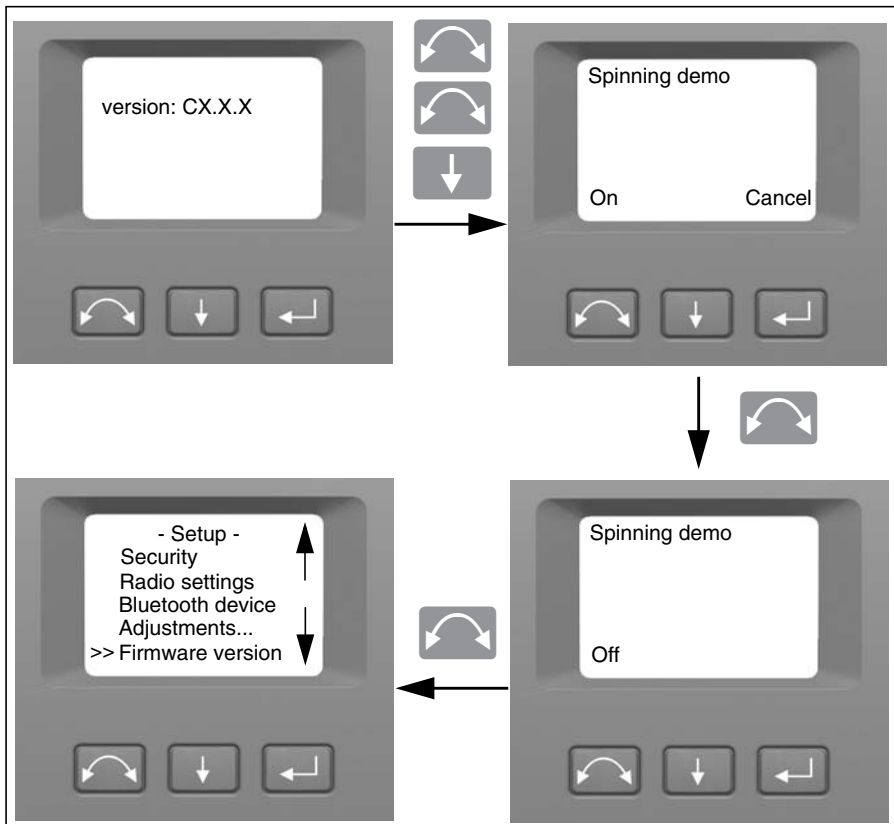 version: CX.X.X
Spinning demo
On Cancel
Spinning demo
Off
- Setup -
Security
Radio settings
Bluetooth device
Adjustments...
>> Firmware version